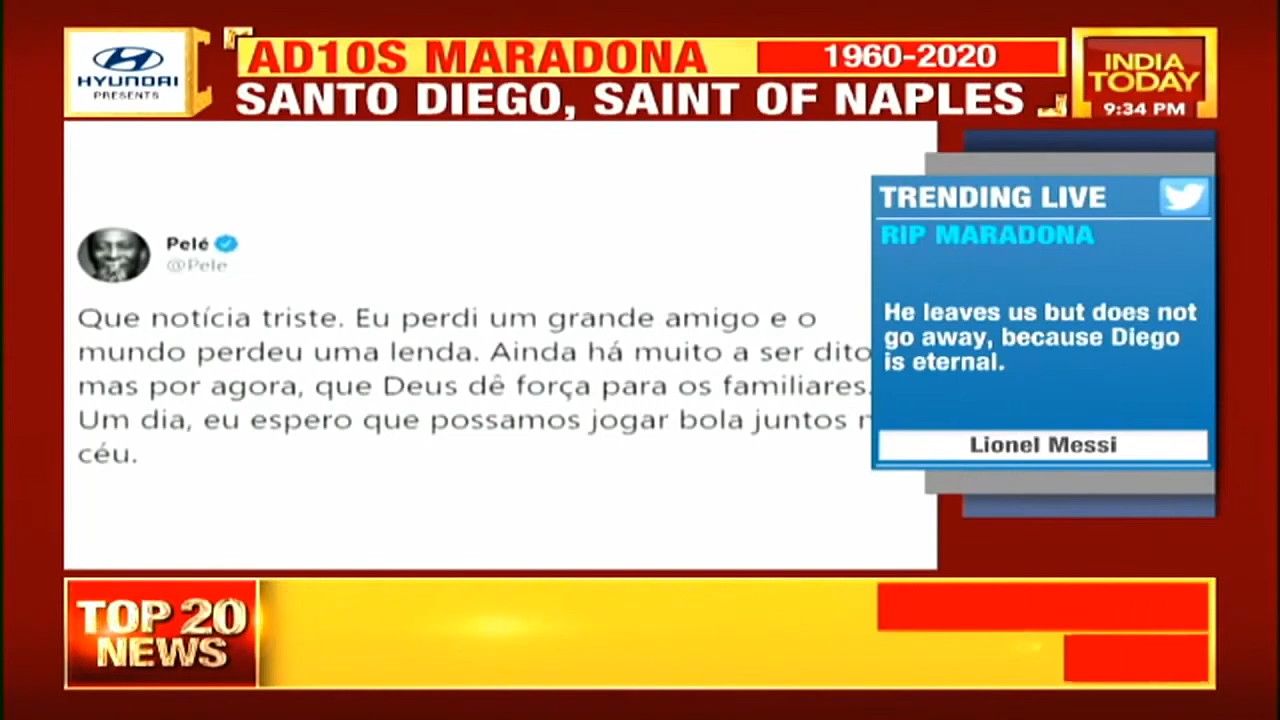 HYUNDAI
PRESENTS
AD10S MARADONA
1960-2020
SANTO DIEGO, SAINT OF NAPLES
INDIA
TODAY
9:34 PM
Pelé
@Pele
Que notícia triste. Eu perdi um grande amigo e o
mundo perdeu uma lenda. Ainda há muito a ser dito
mas por agora, que Deus dê força para os familiares.
Um dia, eu espero que possamos jogar bola juntos
céu.
TRENDING LIVE
RIP MARADONA
He leaves us but does not
go away, because Diego
is eternal.
Lionel Messi
TOP 20
NEWS